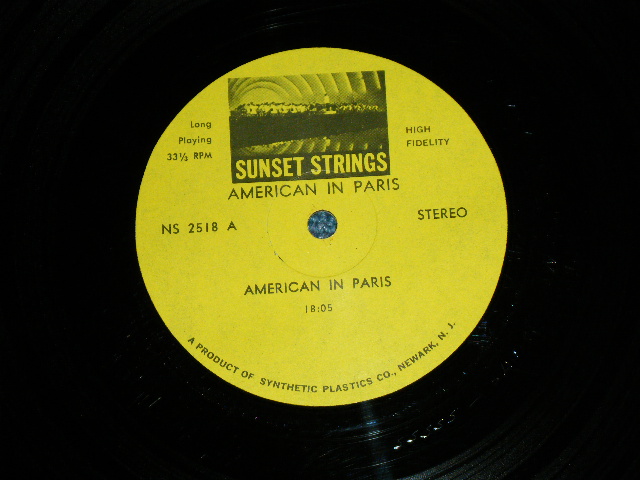 SUNSET STRINGS
Long
Playing
33⅓ RPM
HIGH
FIDELITY
AMERICAN IN PARIS
NS 2518 A
STEREO
AMERICAN IN PARIS
18:05
A PRODUCT OF SYNTHETIC PLASTICS CO., NEWARK, N. J.